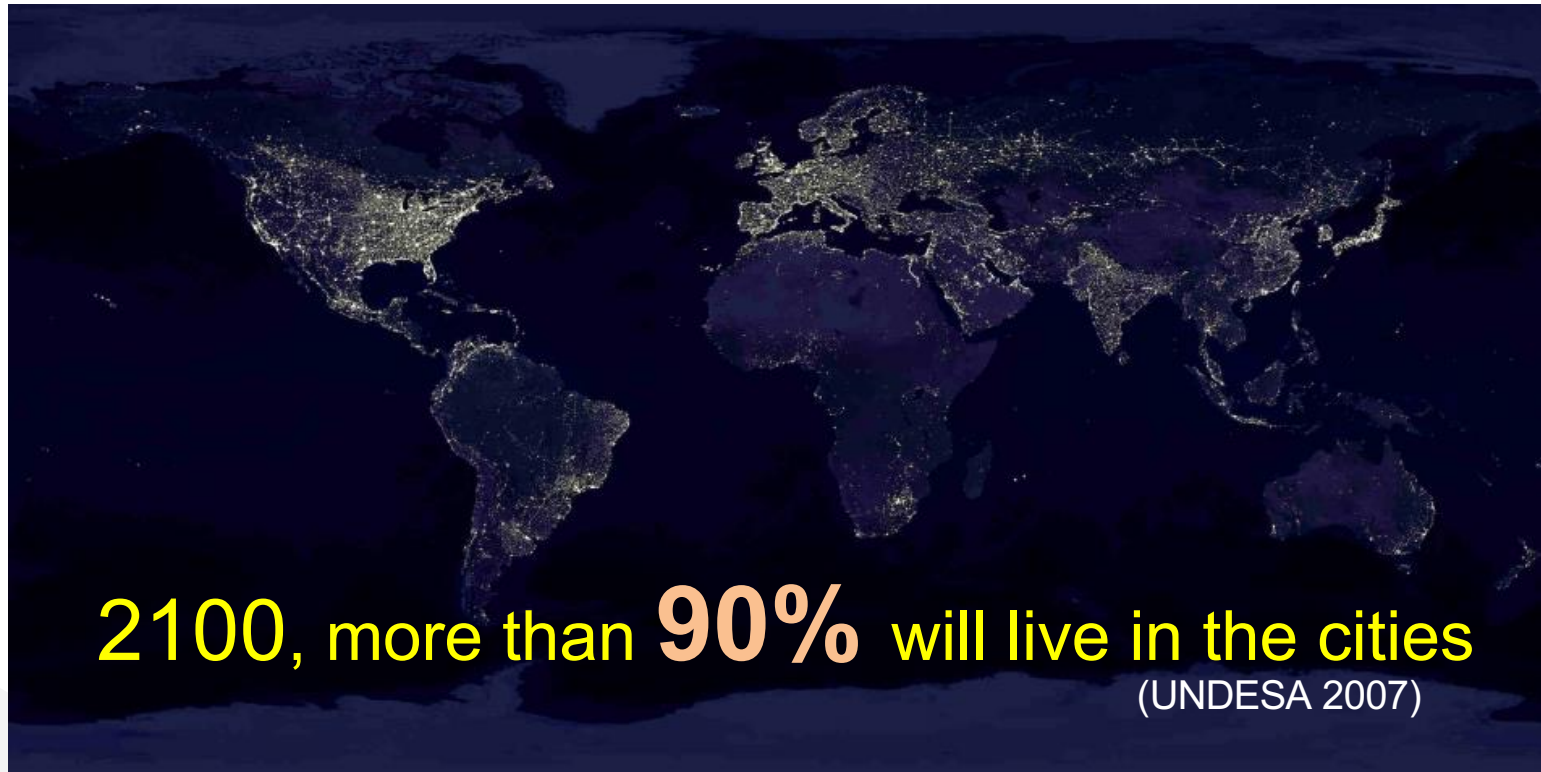 2100, more than 90% will live in the cities
(UNDESA 2007)